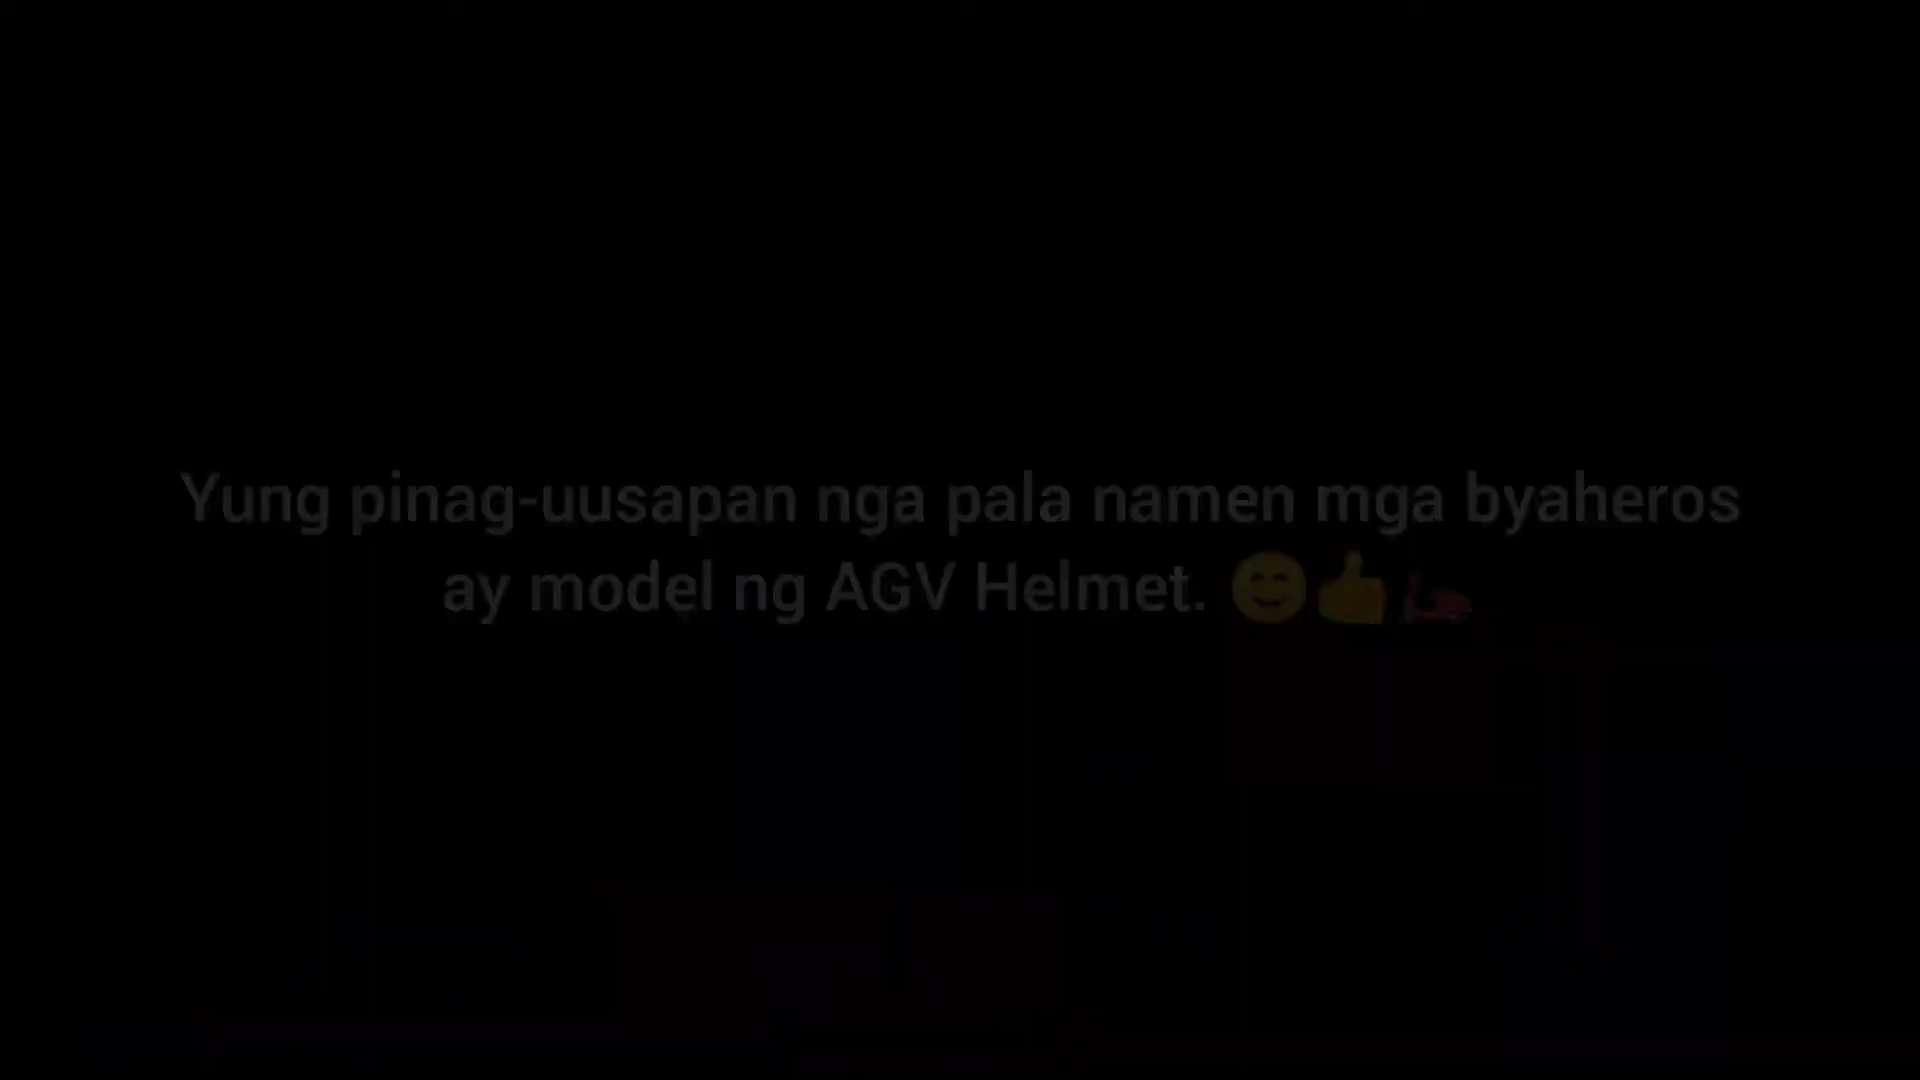 Yung pinag-uusapan nga pala namen mga byaheros
ay model ng AGV Helmet. 😊👍🛵